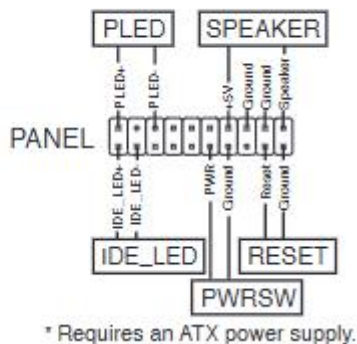 PLED SPEAKER
PLED+ PLED- +5V Ground Ground Speaker
PANEL
IDE_LED+ IDE_LED- PWR Ground Reset Ground
IDE_LED RESET
PWRSW
* Requires an ATX power supply.